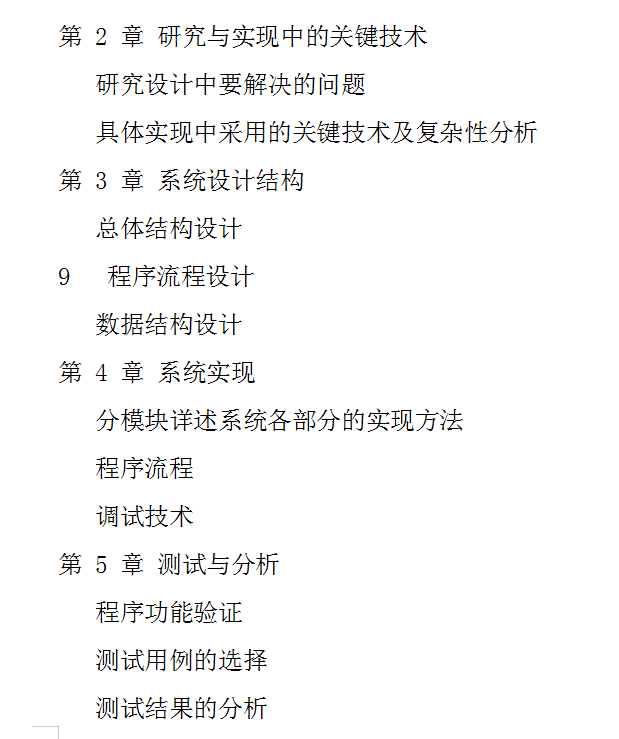 第 2 章 研究与实现中的关键技术
研究设计中要解决的问题
具体实现中采用的关键技术及复杂性分析
第 3 章 系统设计结构
总体结构设计
9 程序流程设计
数据结构设计
第 4 章 系统实现
分模块详述系统各部分的实现方法
程序流程
调试技术
第 5 章 测试与分析
程序功能验证
测试用例的选择
测试结果的分析